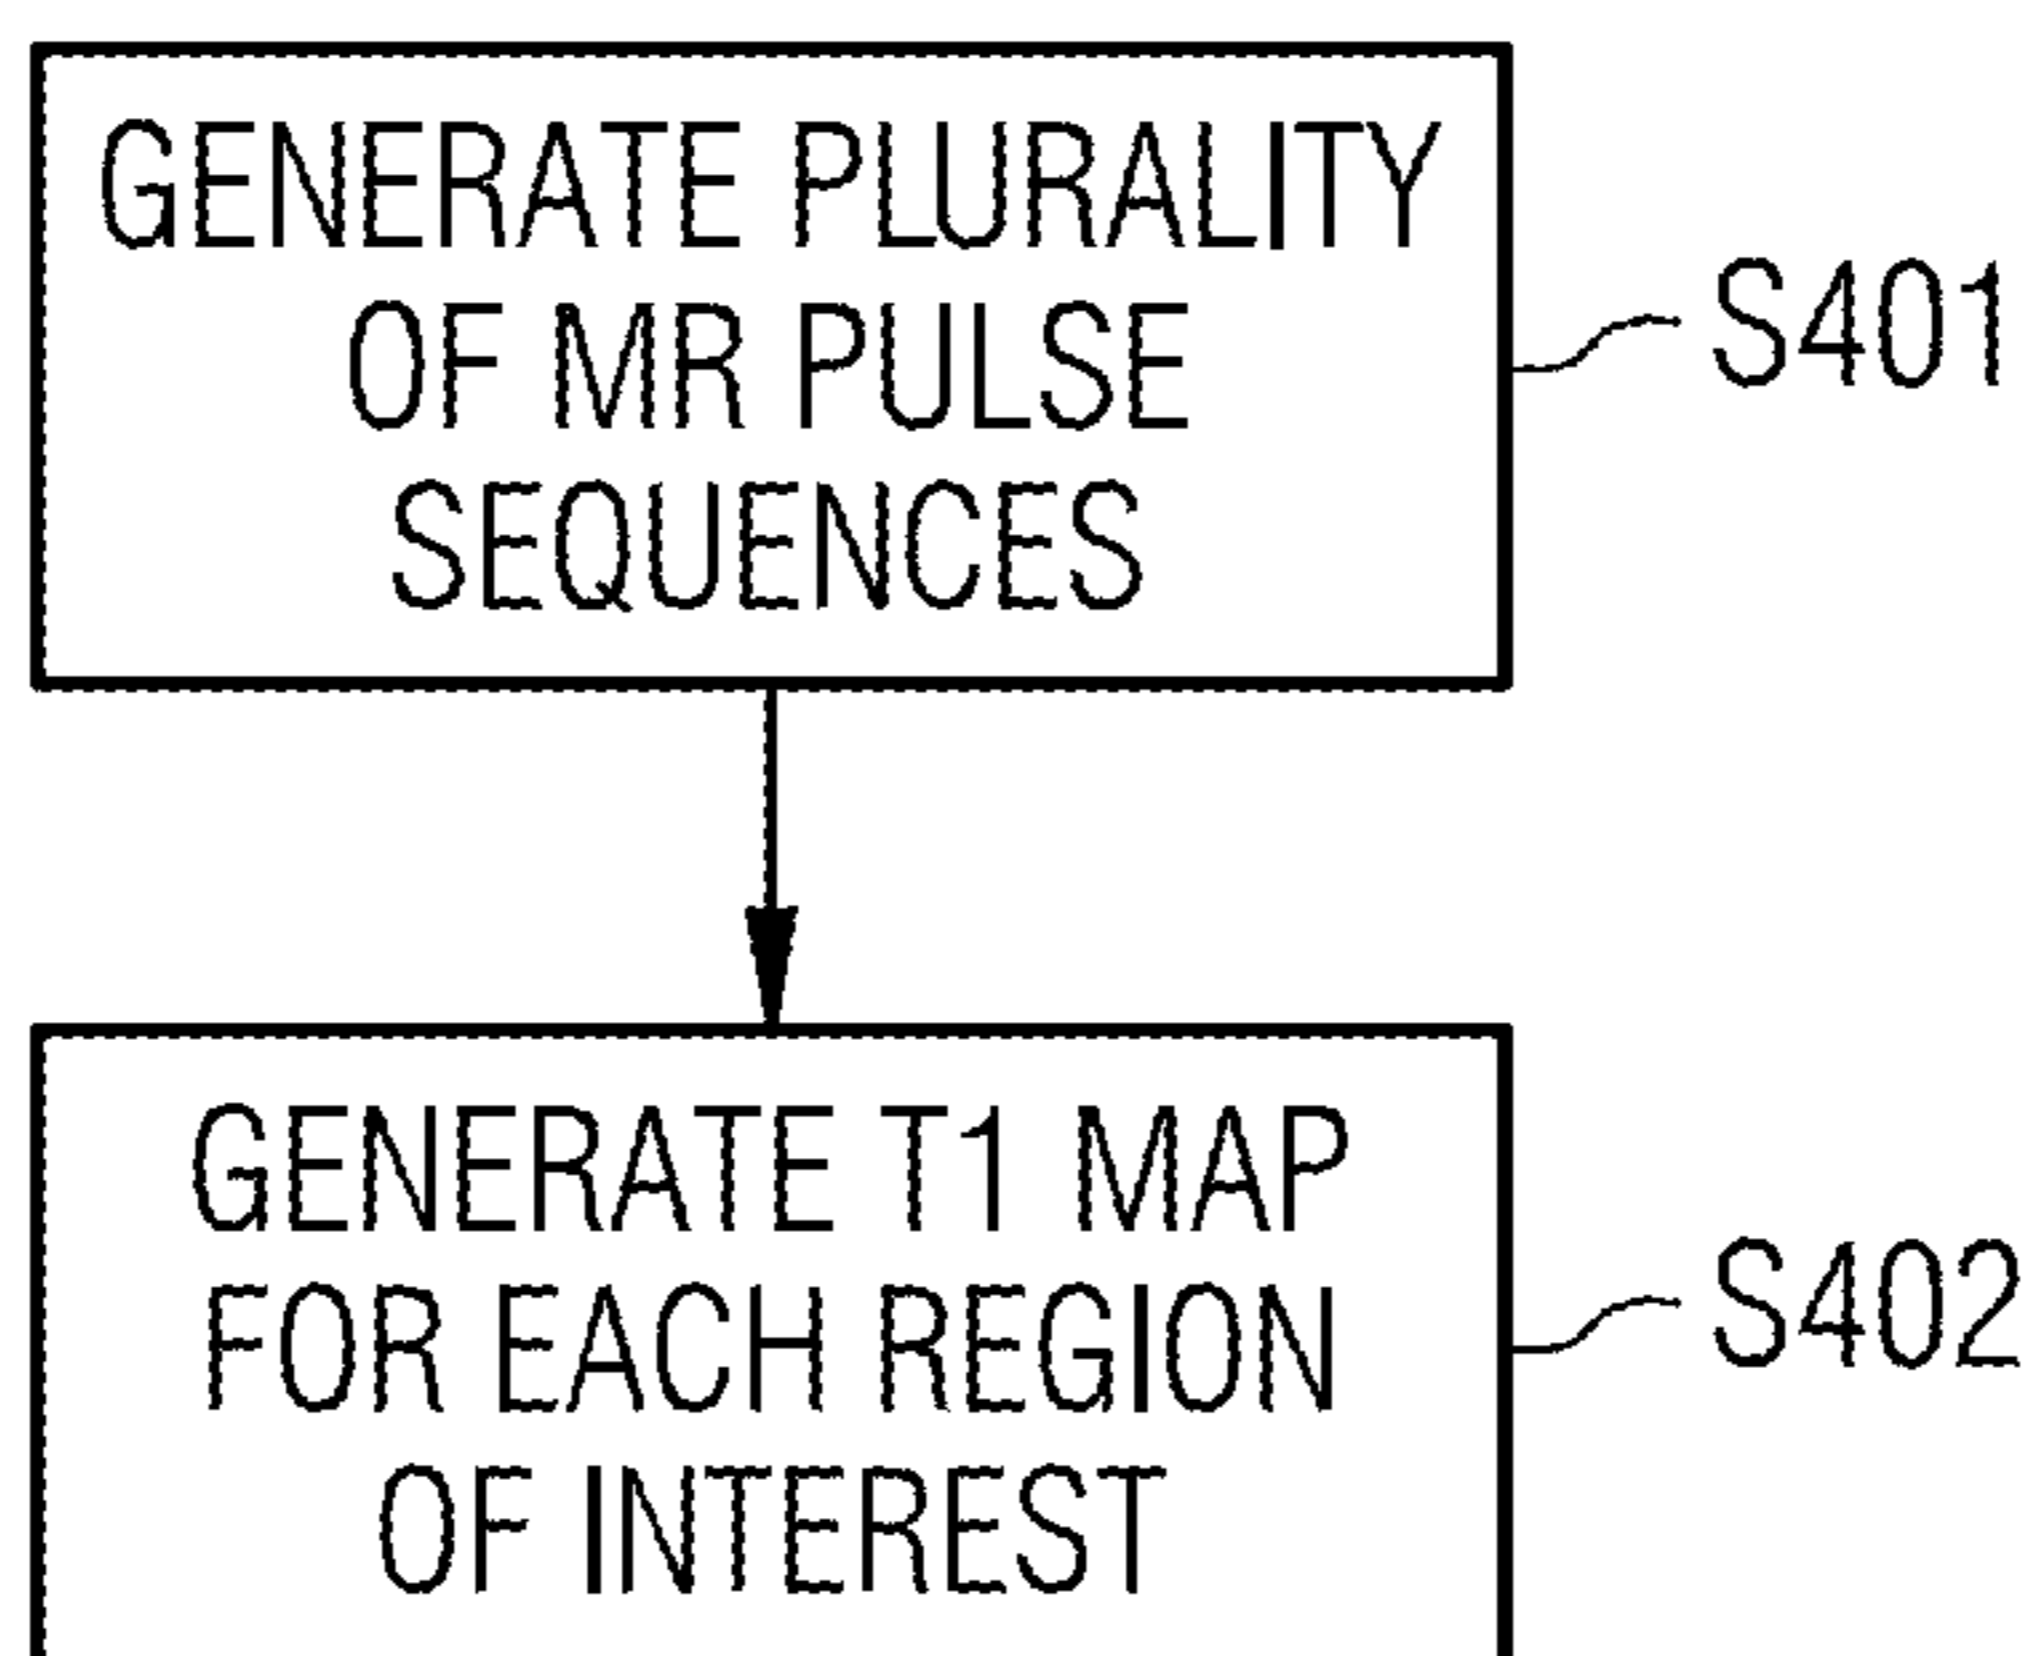 GENERATE PLURALITY
OF MR PULSE
SEQUENCES
S401
GENERATE T1 MAP
FOR EACH REGION
OF INTEREST
S402